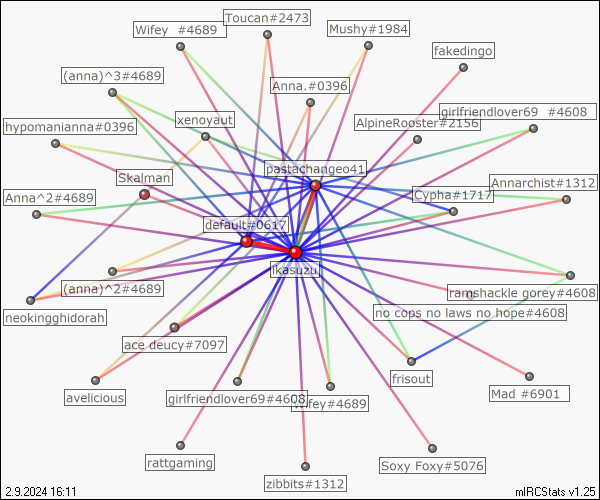 Toucan#2473
Wifey  #4689
Mushy#1984
fakedingo
(anna)^3#4689
Anna.#0396
girlfriendlover69  #4608
xenoyaut
AlpineRooster#2156
hypomanianna#0396
pastachangeo41
Skalman
Annarchist#1312
Anna^2#4689
Cypha#1717
default#0617
ikasuzu
(anna)^2#4689
ramshackle gorey#4608
neokingghidorah
no cops no laws no hope#4608
ace deucy#7097
frisout
avelicious
girlfriendlover69#4608
Wifey#4689
Mad #6901
rattgaming
Soxy Foxy#5076
zibbits#1312
2.9.2024 16:11
mIRCStats v1.25